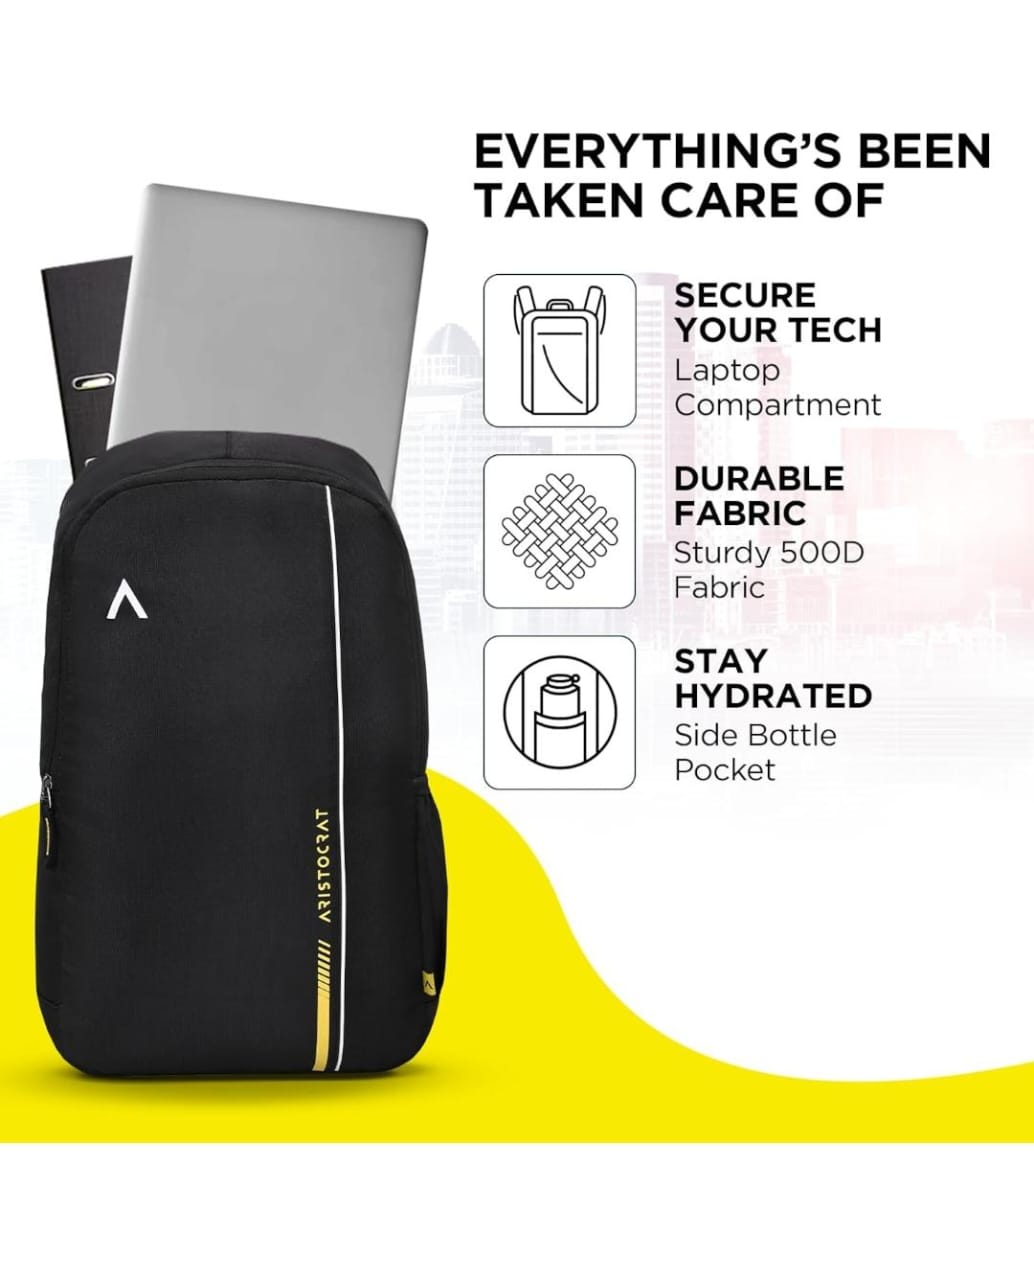 EVERYTHING'S BEEN
TAKEN CARE OF
SECURE
YOUR TECH
Laptop
Compartment
DURABLE
FABRIC
Sturdy 500D
Fabric
STAY
HYDRATED
Side Bottle
Pocket
ARISTOCRAT